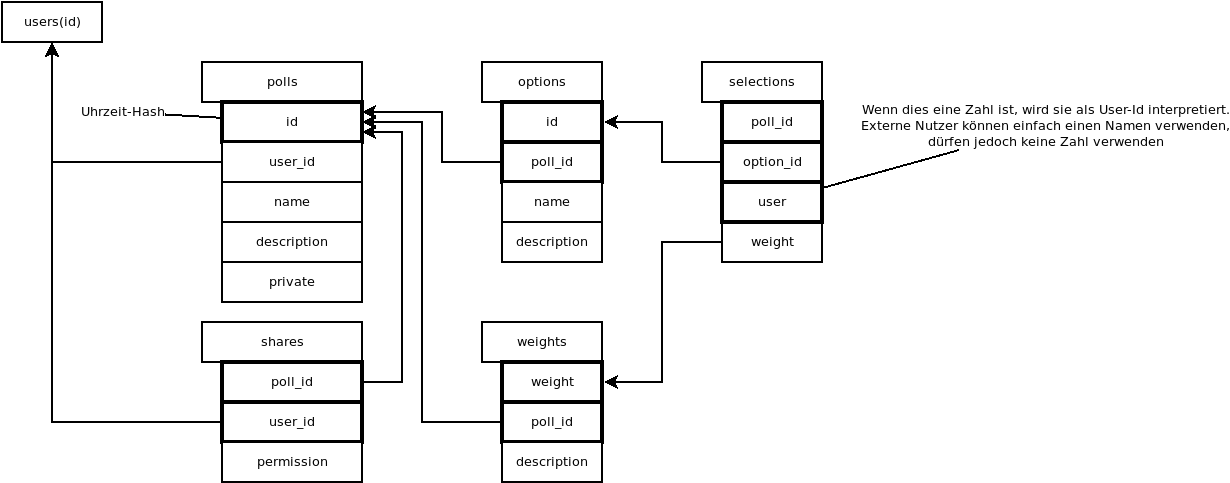 users(id)
polls
Uhrzeit-Hash
id
user_id
name
description
private
shares
poll_id
user_id
permission
options
id
poll_id
name
description
weights
weight
poll_id
description
selections
poll_id
option_id
user
weight
Wenn dies eine Zahl ist, wird sie als User-Id interpretiert.
Externe Nutzer können einfach einen Namen verwenden,
dürfen jedoch keine Zahl verwenden